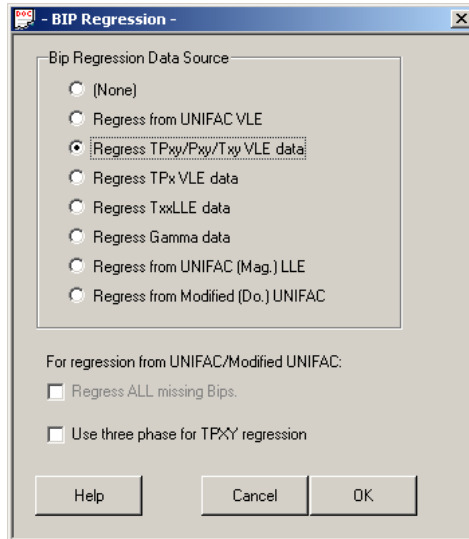 - BIP Regression -
Bip Regression Data Source
(None)
Regress from UNIFAC VLE
Regress TPxy/Pxy/Txy VLE data
Regress TPx VLE data
Regress TxxLLE data
Regress Gamma data
Regress from UNIFAC (Mag.) LLE
Regress from Modified (Do.) UNIFAC
For regression from UNIFAC/Modified UNIFAC:
Regress ALL missing Bips.
Use three phase for TPXY regression
Help Cancel OK